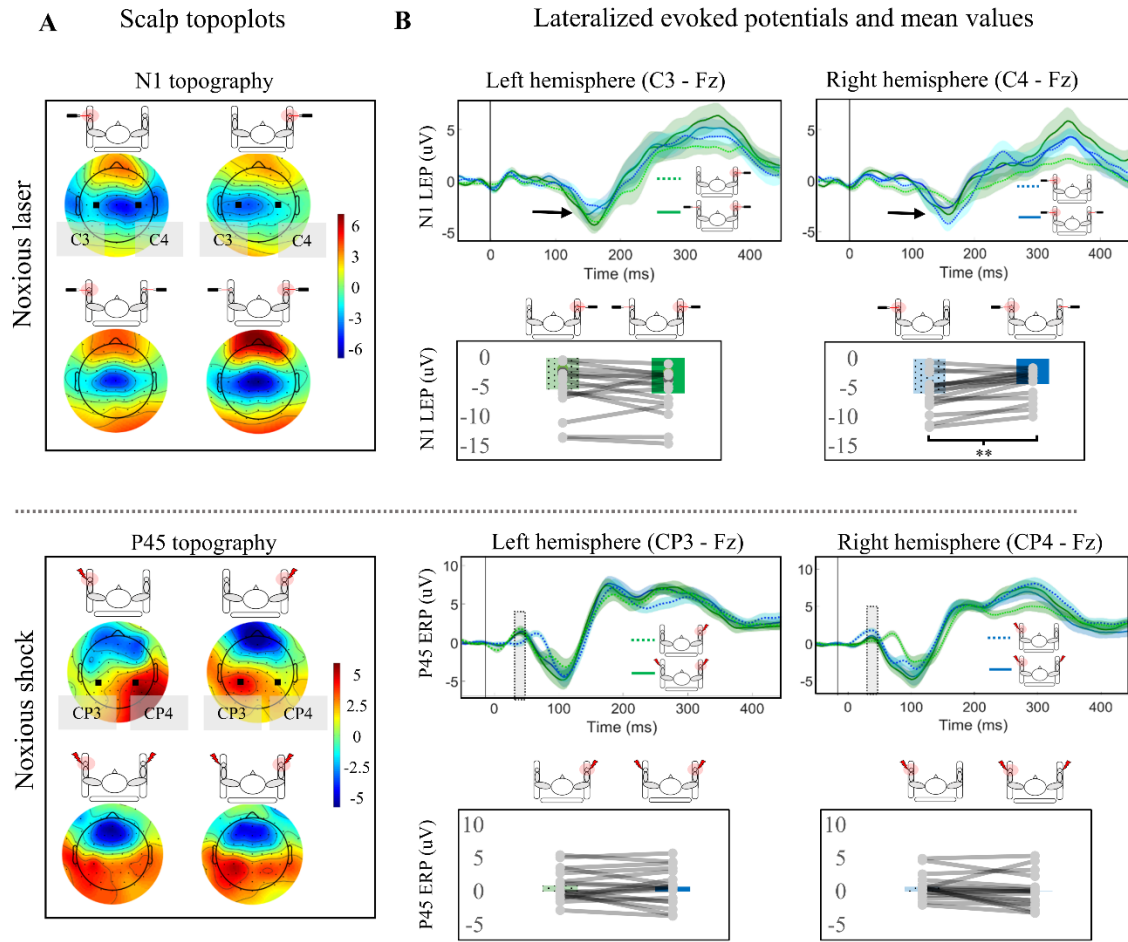 A Scalp topoplots
B Lateralized evoked potentials and mean values
N1 topography
Noxious laser
C3 C4 C3 C4
6
3
0
-3
-6
Left hemisphere (C3 - Fz)
N1 LEP (uV)
5
0
-5
0 100 200 300 400
Time (ms)
Right hemisphere (C4 - Fz)
5
0
-5
0 100 200 300 400
Time (ms)
N1 LEP (uV)
0
-5
-10
-15
0
-5
-10
-15
**
P45 topography
Noxious shock
CP3 CP4 CP3 CP4
5
2.5
0
-2.5
-5
Left hemisphere (CP3 - Fz)
P45 ERP (uV)
10
5
0
-5
0 100 200 300 400
Time (ms)
Right hemisphere (CP4 - Fz)
10
5
0
-5
0 100 200 300 400
Time (ms)
P45 ERP (uV)
10
5
0
-5
10
5
0
-5